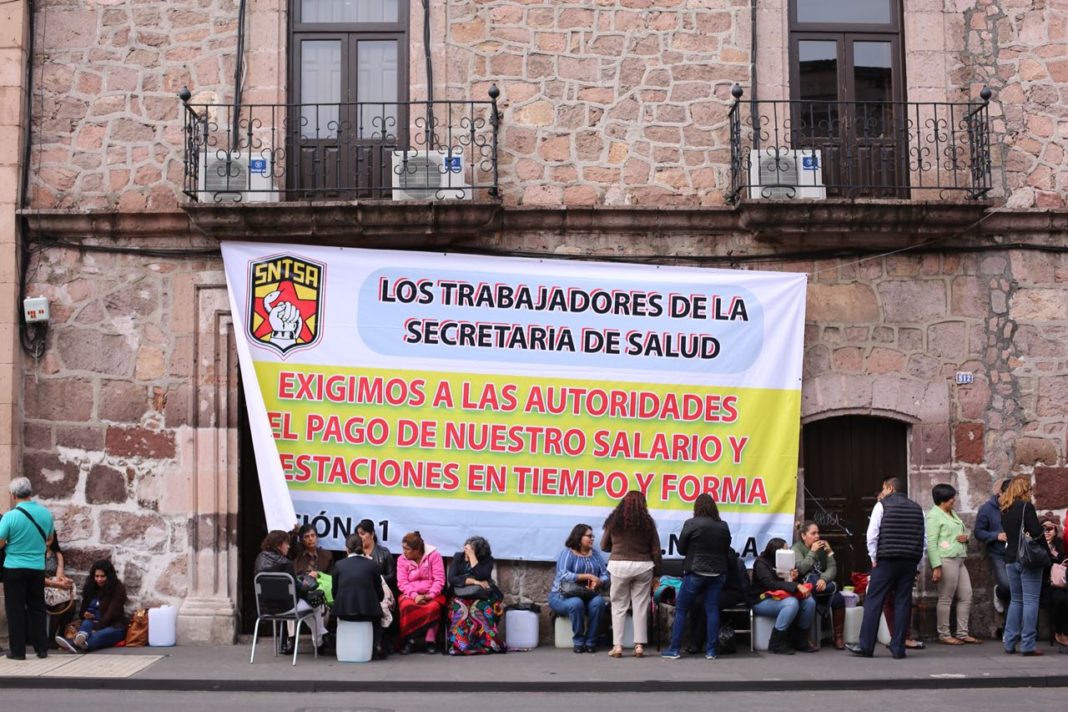 SNTSA
LOS TRABAJADORES DE LA
SECRETARIA DE SALUD
EXIGIMOS A LAS AUTORIDADES
EL PAGO DE NUESTRO SALARIO Y
ESTACIONES EN TIEMPO Y FORMA